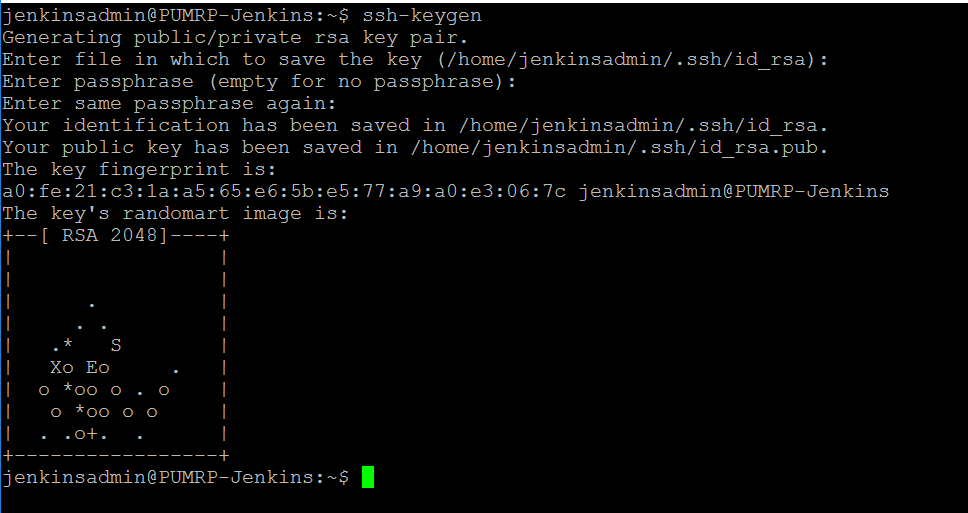 jenkinsadmin@PUMRP-Jenkins:~$ ssh-keygen
Generating public/private rsa key pair.
Enter file in which to save the key (/home/jenkinsadmin/.ssh/id_rsa):
Enter passphrase (empty for no passphrase):
Enter same passphrase again:
Your identification has been saved in /home/jenkinsadmin/.ssh/id_rsa.
Your public key has been saved in /home/jenkinsadmin/.ssh/id_rsa.pub.
The key fingerprint is:
a0:fe:21:c3:1a:a5:65:e6:5b:e5:77:a9:a0:e3:06:7c jenkinsadmin@PUMRP-Jenkins
The key's randomart image is:
+--[ RSA 2048]----+
|                 |
|                 |
|      .          |
|     . .         |
|   .*   S        |
|   Xo Eo     .   |
|  o *oo o . o    |
|   o *oo o o     |
|  . .o+.  .      |
+-----------------+
jenkinsadmin@PUMRP-Jenkins:~$